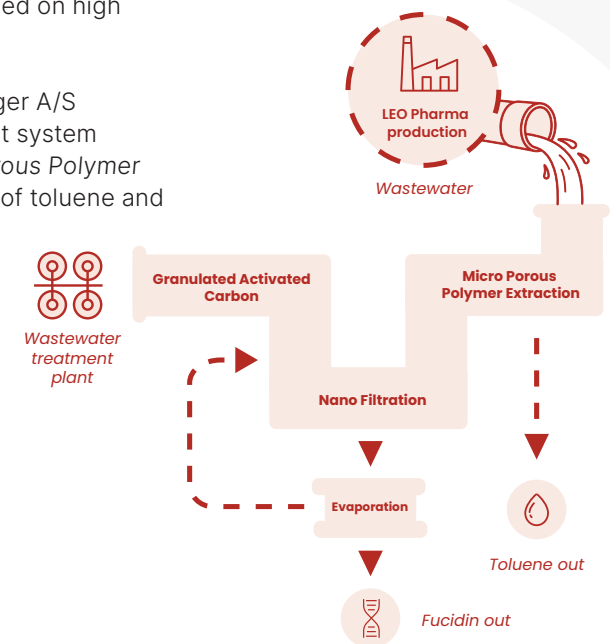 ed on high
ger A/S
t system
rous Polymer
of toluene and
LEO Pharma
production
Wastewater
Micro Porous
Polymer Extraction
Granulated Activated
Carbon
Wastewater
treatment
plant
Nano Filtration
Evaporation
Toluene out
Fucidin out